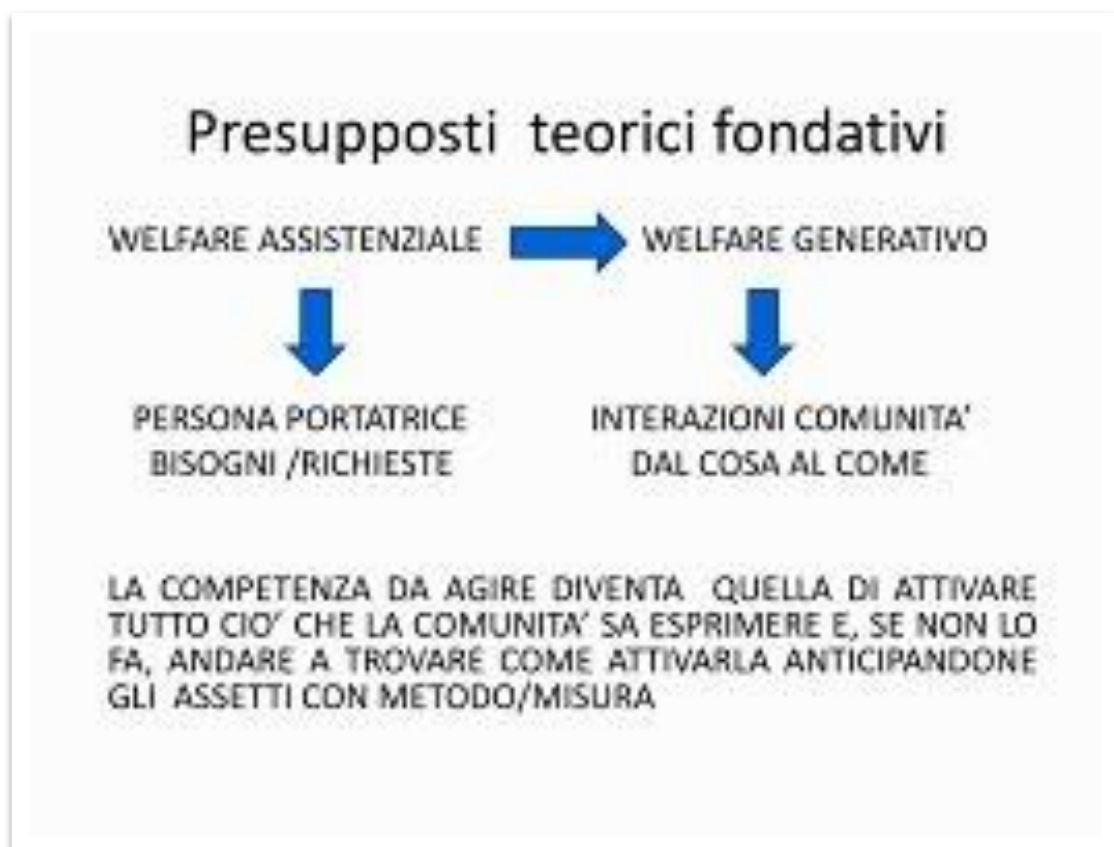 Presupposti teorici fondativi
WELFARE ASSISTENZIALE WELFARE GENERATIVO
PERSONA PORTATRICE
BISOGNI /RICHIESTE
INTERAZIONI COMUNITA'
DAL COSA AL COME
LA COMPETENZA DA AGIRE DIVENTA QUELLA DI ATTIVARE
TUTTO CIO' CHE LA COMUNITA' SA ESPRIMERE E, SE NON LO
FA, ANDARE A TROVARE COME ATTIVARLA ANTICIPANDONE
GLI ASSETTI CON METODO/MISURA